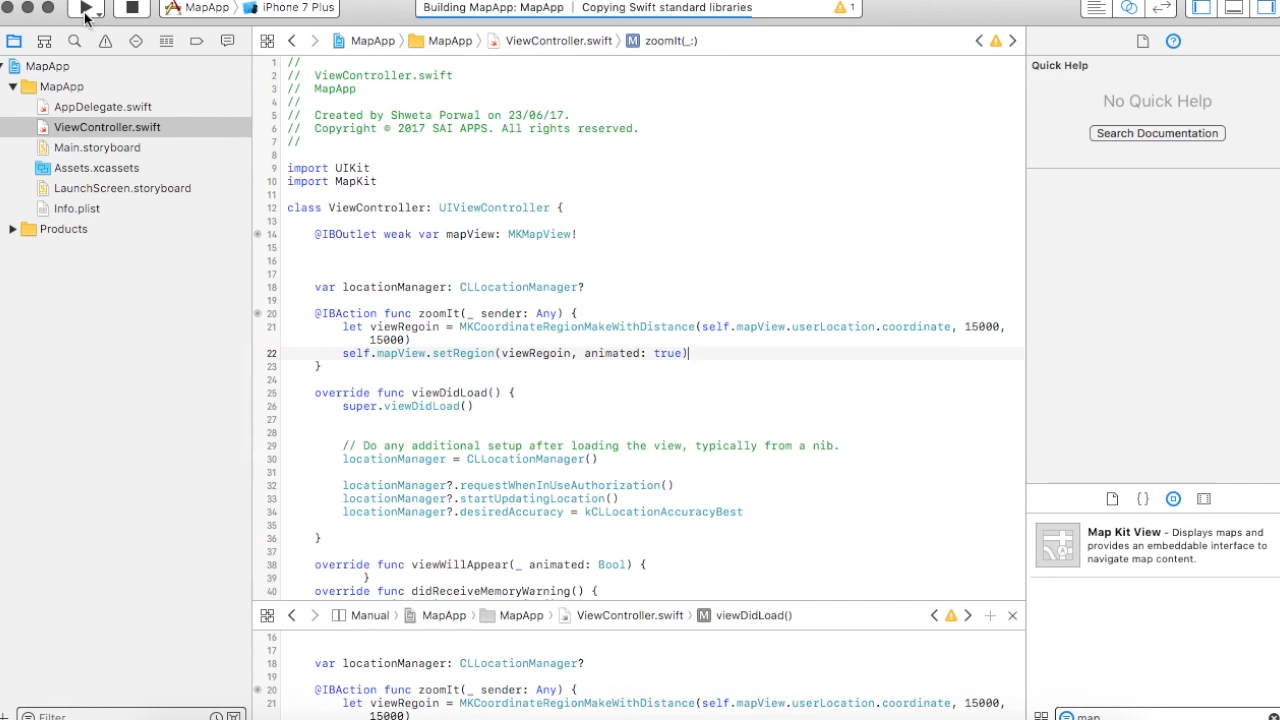 MapApp
iPhone 7 Plus
Building MapApp: MapApp | Copying Swift standard libraries
1
MapApp
MapApp
ViewController.swift
M zoomIt(_:)
MapApp
MapApp
AppDelegate.swift
ViewController.swift
Main.storyboard
Assets.xcassets
LaunchScreen.storyboard
Info.plist
Products
Filter
1 //
2 // ViewController.swift
3 // MapApp
4 //
5 // Created by Shweta Porwal on 23/06/17.
6 // Copyright © 2017 SAI APPS. All rights reserved.
7 //
8
9 import UIKit
10 import MapKit
11
12 class ViewController: UIViewController {
13
14 @IBOutlet weak var mapView: MKMapView!
15
16
17
18 var locationManager: CLLocationManager?
19
20 @IBAction func zoomIt(_ sender: Any) {
21 let viewRegoin = MKCoordinateRegionMakeWithDistance(self.mapView.userLocation.coordinate, 15000,
15000)
22 self.mapView.setRegion(viewRegoin, animated: true)
23 }
24
25 override func viewDidLoad() {
26 super.viewDidLoad()
27
28
29 // Do any additional setup after loading the view, typically from a nib.
30 locationManager = CLLocationManager()
31
32 locationManager?.requestWhenInUseAuthorization()
33 locationManager?.startUpdatingLocation()
34 locationManager?.desiredAccuracy = kCLLocationAccuracyBest
35
36 }
37
38 override func viewWillAppear(_ animated: Bool) {
39 }
40 override func didReceiveMemoryWarning() {
Manual
MapApp
MapApp
ViewController.swift
M viewDidLoad()
16
17
18 var locationManager: CLLocationManager?
19
20 @IBAction func zoomIt(_ sender: Any) {
21 let viewRegoin = MKCoordinateRegionMakeWithDistance(self.mapView.userLocation.coordinate, 15000,
15000)
Quick Help
No Quick Help
Search Documentation
Map Kit View - Displays maps and
provides an embeddable interface to
navigate map content.
map